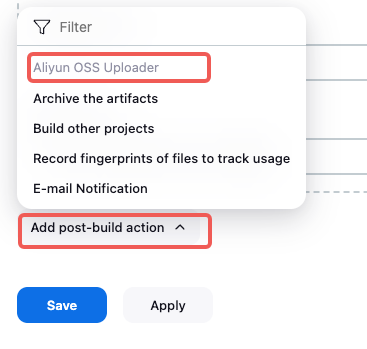 Filter
Aliyun OSS Uploader
Archive the artifacts
Build other projects
Record fingerprints of files to track usage
E-mail Notification
Add post-build action
Save
Apply